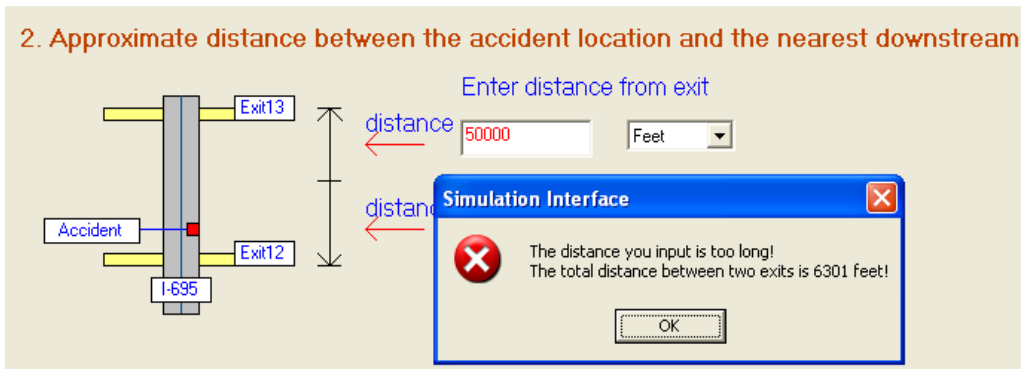 2. Approximate distance between the accident location and the nearest downstream
Enter distance from exit
Exit13
distance
50000
Feet
Simulation Interface
Accident
The distance you input is too long!
The total distance between two exits is 6301 feet!
Exit12
I-695
OK